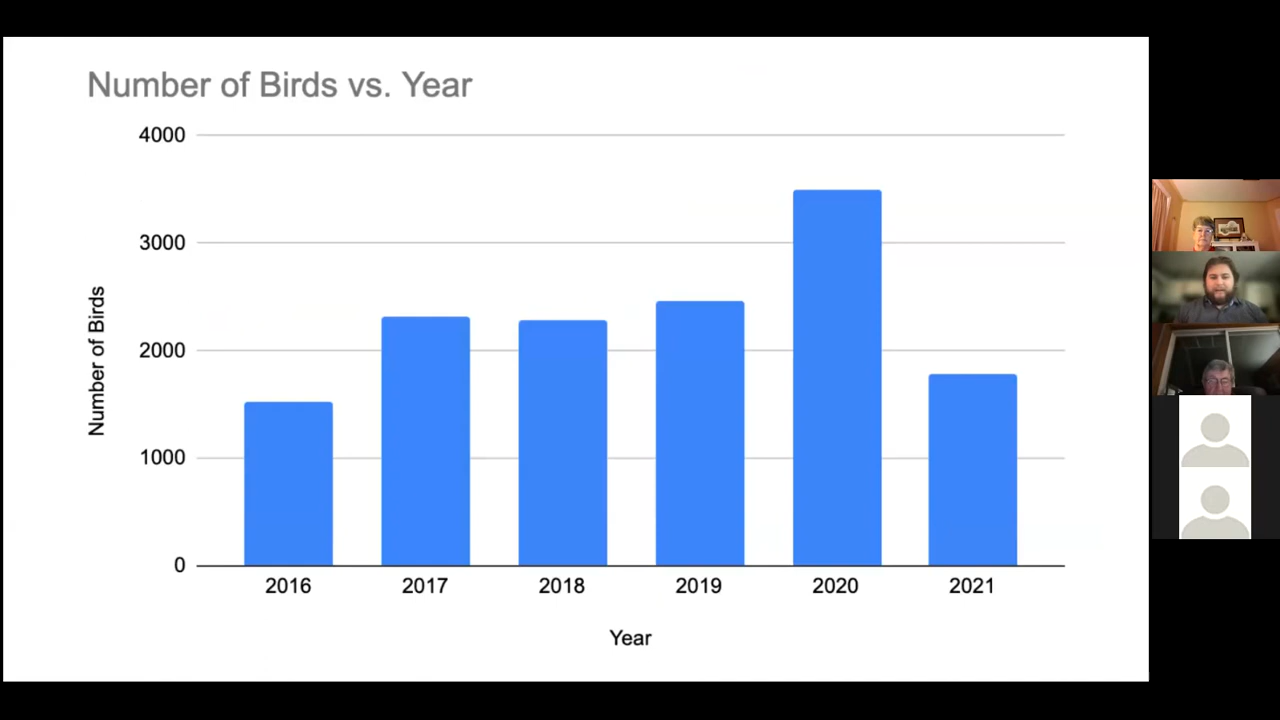 Number of Birds vs. Year
4000
3000
2000
1000
0
Number of Birds
2016 2017 2018 2019 2020 2021
Year